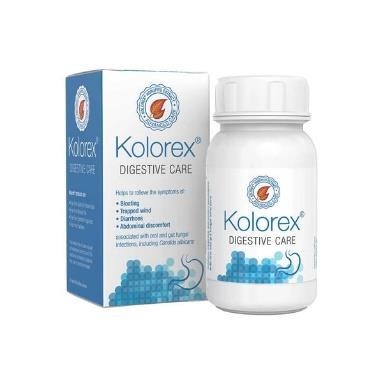 Kolorex®
DIGESTIVE CARE
Helps to relieve the symptoms of:
• Bloating
• Trapped wind
• Diarrhoea
• Abdominal discomfort
associated with oral and gut fungal
infections, including Candida albicans
Kolorex®
DIGESTIVE CARE